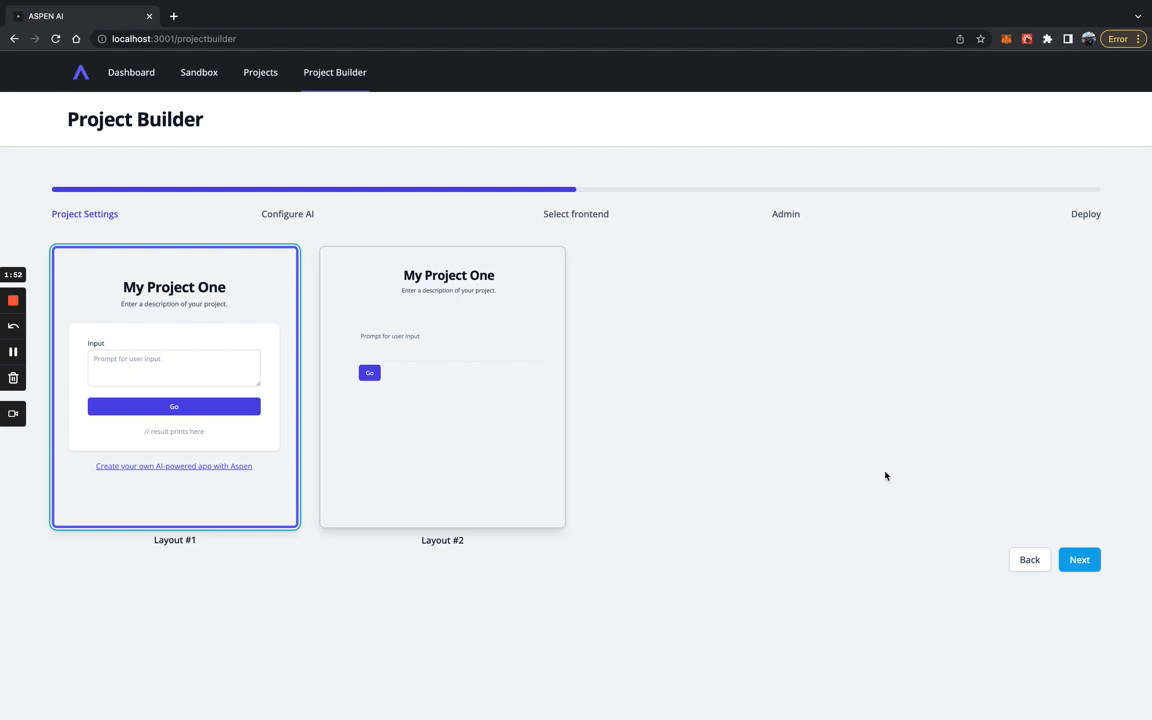 ASPEN AI
localhost:3001/projectbuilder
Error
Dashboard Sandbox Projects Project Builder
Project Builder
Project Settings Configure AI Select frontend Admin Deploy
1:52
My Project One
Enter a description of your project.
Input
Prompt for user input
Go
// result prints here
Create your own AI-powered app with Aspen
Layout #1
My Project One
Enter a description of your project.
Prompt for user input
Go
Layout #2
Back Next